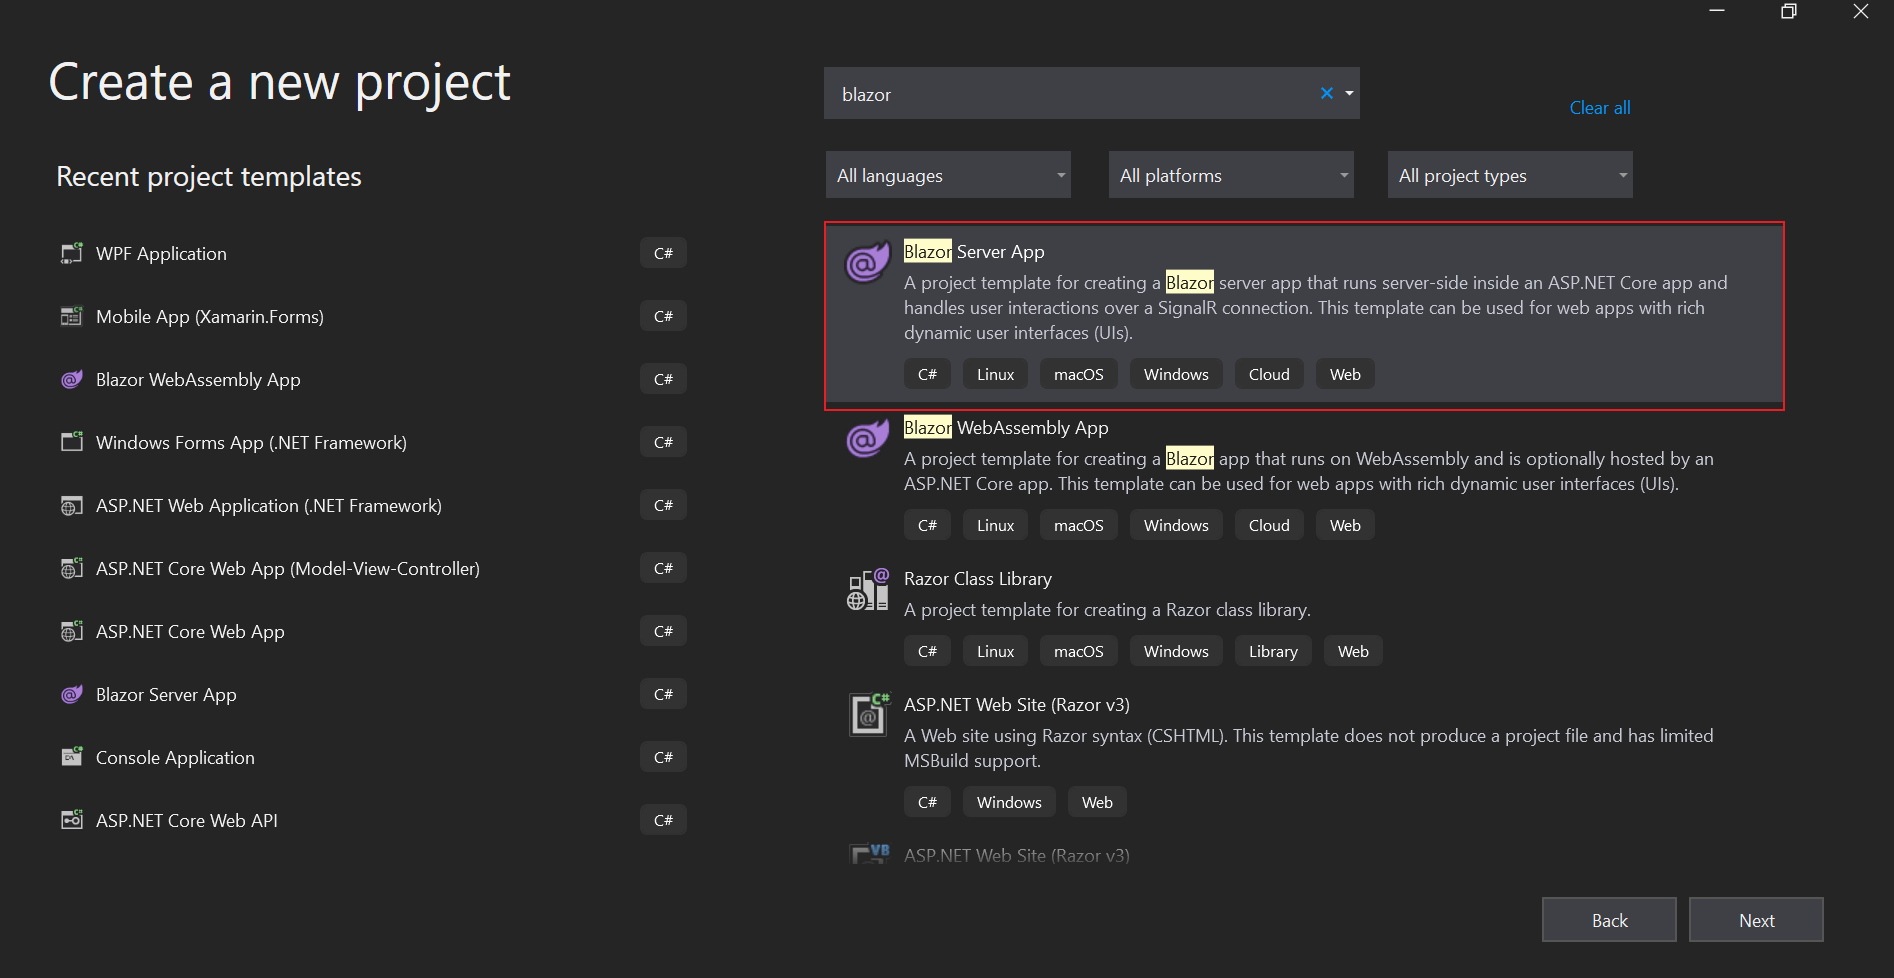 Create a new project
Recent project templates
WPF Application
C#
Mobile App (Xamarin.Forms)
C#
Blazor WebAssembly App
C#
Windows Forms App (.NET Framework)
C#
ASP.NET Web Application (.NET Framework)
C#
ASP.NET Core Web App (Model-View-Controller)
C#
ASP.NET Core Web App
C#
Blazor Server App
C#
Console Application
C#
ASP.NET Core Web API
C#
blazor
Clear all
All languages
All platforms
All project types
Blazor Server App
A project template for creating a Blazor server app that runs server-side inside an ASP.NET Core app and
handles user interactions over a SignalR connection. This template can be used for web apps with rich
dynamic user interfaces (UIs).
C# Linux macOS Windows Cloud Web
Blazor WebAssembly App
A project template for creating a Blazor app that runs on WebAssembly and is optionally hosted by an
ASP.NET Core app. This template can be used for web apps with rich dynamic user interfaces (UIs).
C# Linux macOS Windows Cloud Web
Razor Class Library
A project template for creating a Razor class library.
C# Linux macOS Windows Library Web
ASP.NET Web Site (Razor v3)
A Web site using Razor syntax (CSHTML). This template does not produce a project file and has limited
MSBuild support.
C# Windows Web
VB
ASP.NET Web Site (Razor v3)
Back
Next